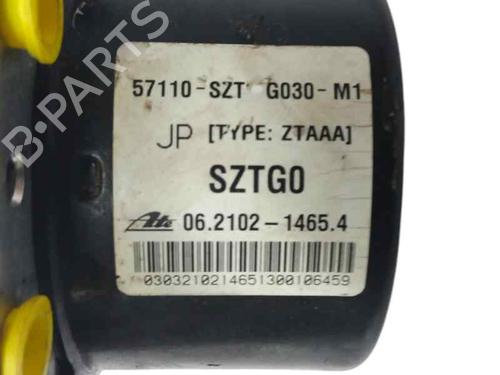 57110-SZT G030-M1
JP [TYPE: ZTAAA]
SZTG0
Ate 06.2102-1465.4
0303210214651300106459
B-PARTS